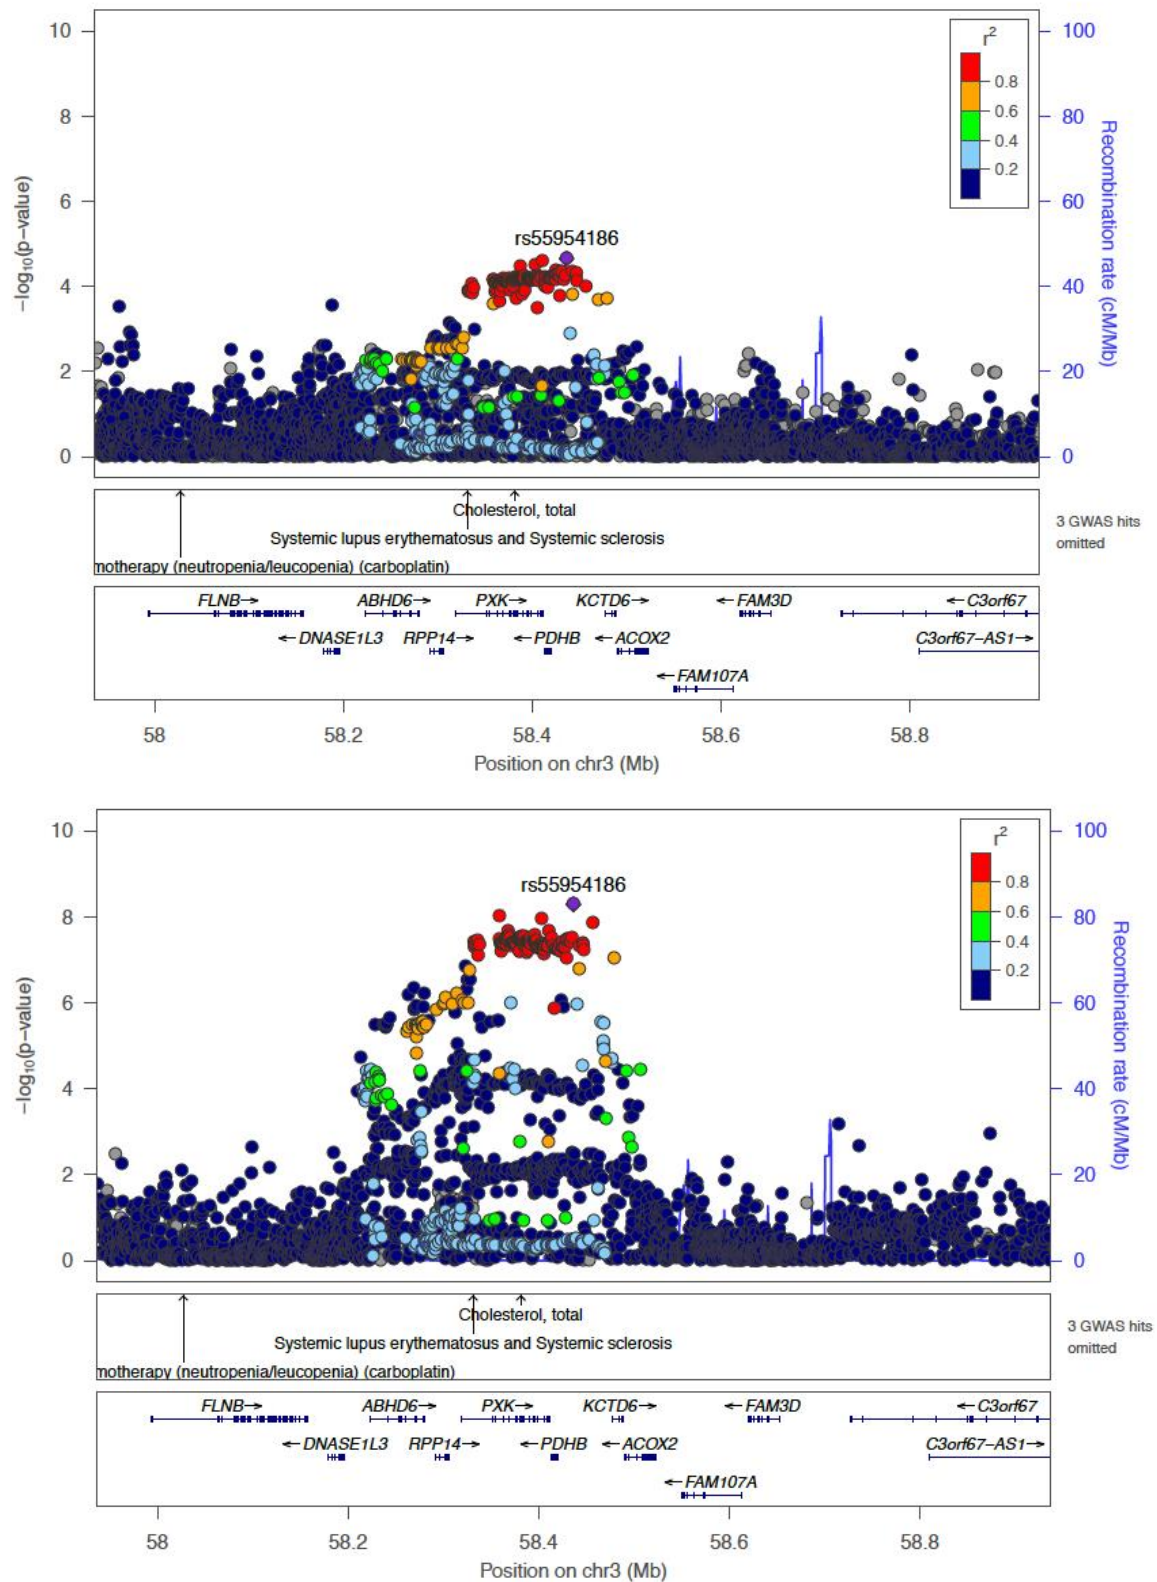 10
8
6
4
2
0
−log10(p−value)
rs55954186
r2
0.8
0.6
0.4
0.2
100
80
60
40
20
0
Recombination rate (cM/Mb)
Cholesterol, total
Systemic lupus erythematosus and Systemic sclerosis
motherapy (neutropenia/leucopenia) (carboplatin)
3 GWAS hits
omitted
FLNB→ ABHD6→ PXK→ KCTD6→ ←FAM3D ←C3orf67
←DNASE1L3 RPP14→ ←PDHB ←ACOX2 C3orf67−AS1→
←FAM107A
58 58.2 58.4 58.6 58.8
Position on chr3 (Mb)
10
8
6
4
2
0
−log10(p−value)
rs55954186
r2
0.8
0.6
0.4
0.2
100
80
60
40
20
0
Recombination rate (cM/Mb)
Cholesterol, total
Systemic lupus erythematosus and Systemic sclerosis
motherapy (neutropenia/leucopenia) (carboplatin)
3 GWAS hits
omitted
FLNB→ ABHD6→ PXK→ KCTD6→ ←FAM3D ←C3orf67
←DNASE1L3 RPP14→ ←PDHB ←ACOX2 C3orf67−AS1→
←FAM107A
58 58.2 58.4 58.6 58.8
Position on chr3 (Mb)